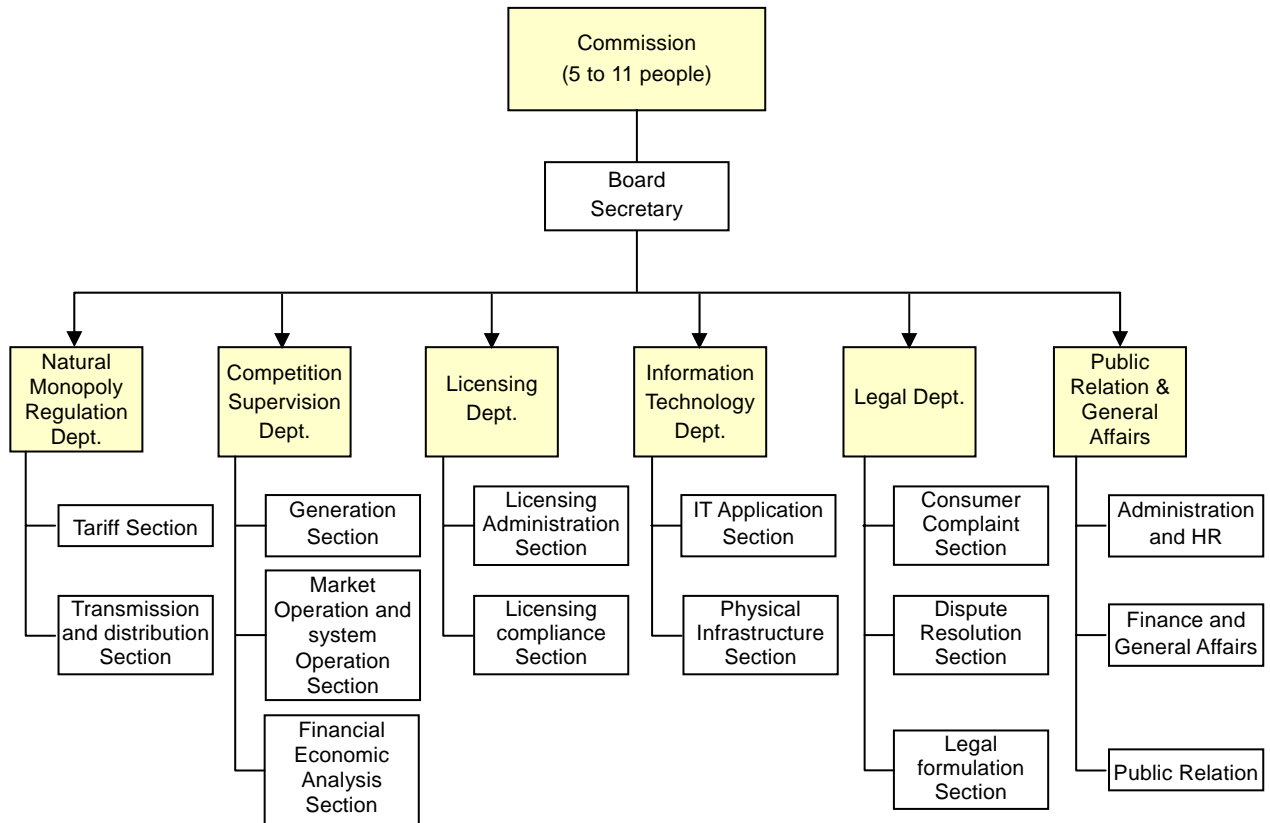 Commission
(5 to 11 people)
Board
Secretary
Natural
Monopoly
Regulation
Dept.
Competition
Supervision
Dept.
Licensing
Dept.
Information
Technology
Dept.
Legal Dept.
Public
Relation &
General
Affairs
Tariff Section
Transmission
and distribution
Section
Generation
Section
Market
Operation and
system
Operation
Section
Financial
Economic
Analysis
Section
Licensing
Administration
Section
Licensing
compliance
Section
IT Application
Section
Physical
Infrastructure
Section
Consumer
Complaint
Section
Dispute
Resolution
Section
Legal
formulation
Section
Administration
and HR
Finance and
General Affairs
Public Relation